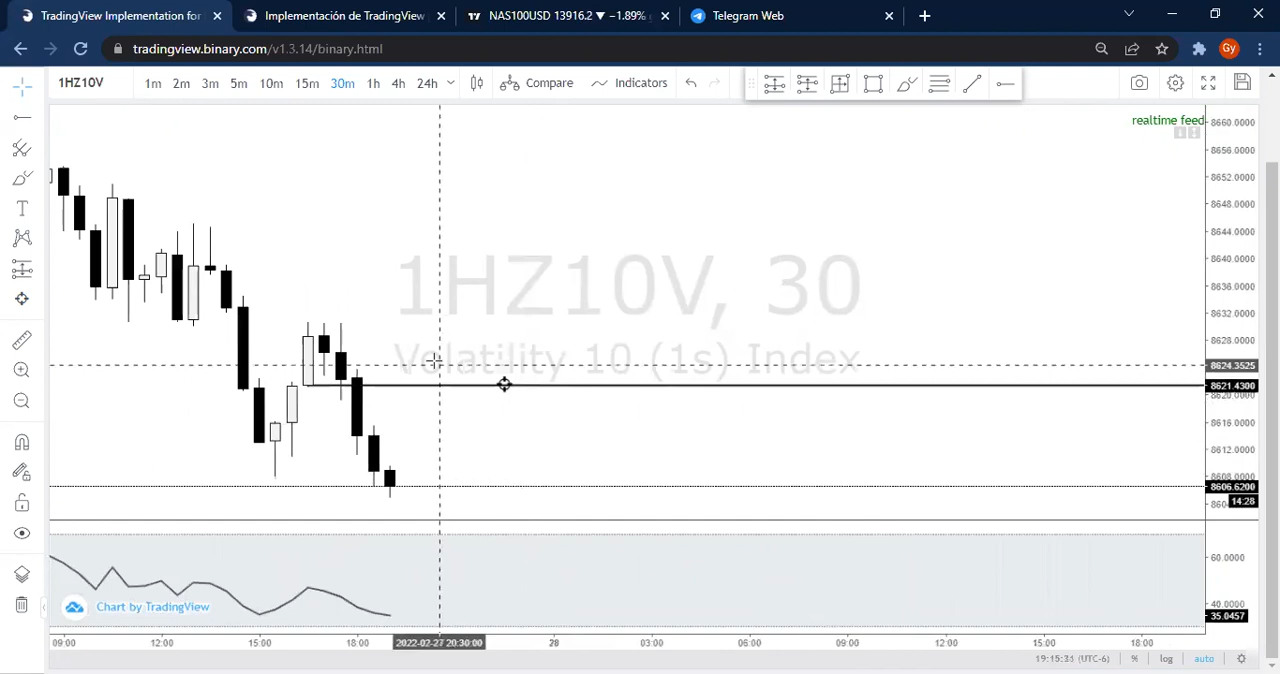 TradingView Implementation for
Implementación de TradingView
NAS100USD 13916.2 ▼ −1.89%
Telegram Web
tradingview.binary.com/v1.3.14/binary.html
Gy
1HZ10V 1m 2m 3m 5m 10m 15m 30m 1h 4h 24h Compare Indicators
realtime feed
8660.0000
8656.0000
8652.0000
8648.0000
8644.0000
8640.0000
8636.0000
8632.0000
8628.0000
1HZ10V, 30
Volatility 10 (1s) Index
8624.3525
8621.4300
8620.0000
8616.0000
8612.0000
8608.0000
8606.6200
14:28
60.0000
40.0000
Chart by TradingView
35.0457
09:00 12:00 15:00 18:00 2022-02-27 20:30:00 28 03:00 06:00 09:00 12:00 15:00 18:00
(UTC-6) % log auto